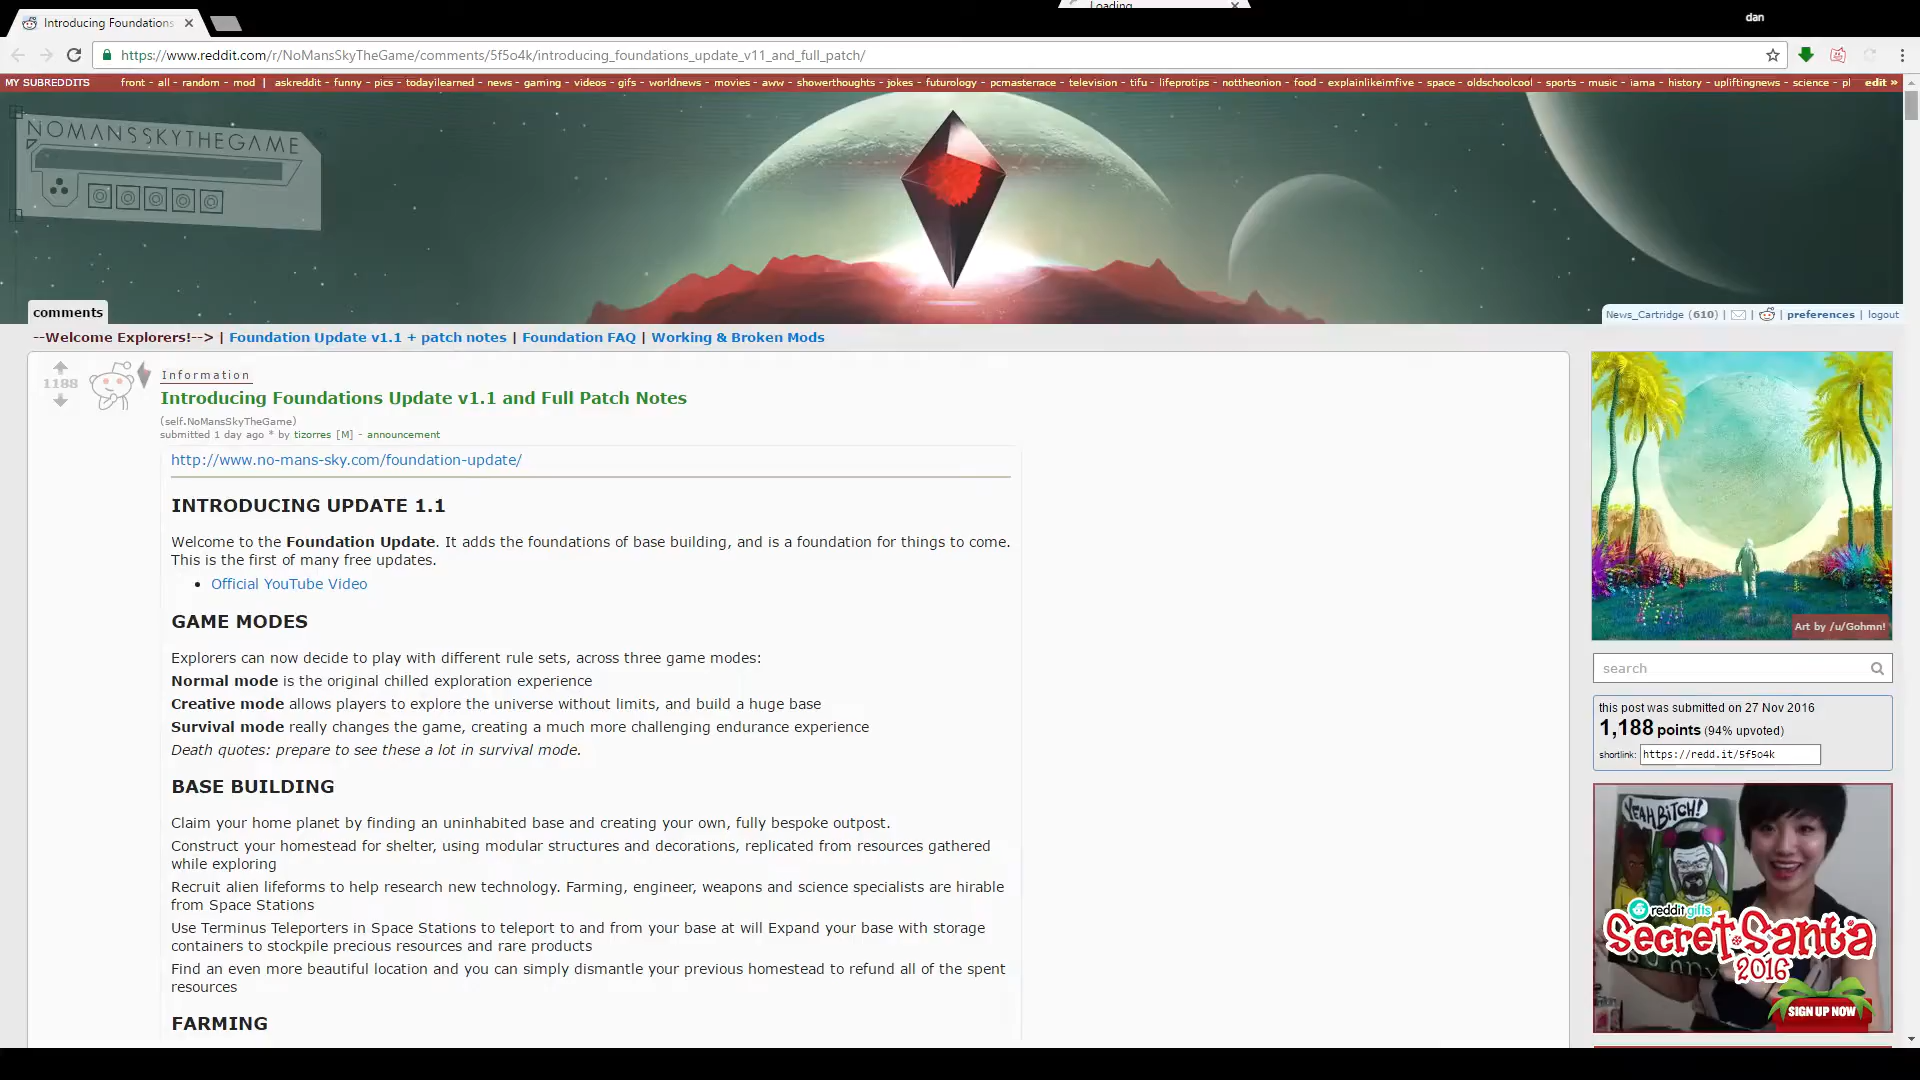 Introducing Foundations
Loading
dan
https://www.reddit.com/r/NoMansSkyTheGame/comments/5f5o4k/introducing_foundations_update_v11_and_full_patch/
MY SUBREDDITS front - all - random - mod | askreddit - funny - pics - todayilearned - news - gaming - videos - gifs - worldnews - movies - aww - showerthoughts - jokes - futurology - pcmasterrace - television - tifu - lifeprotips - nottheonion - food - explainlikeimfive - space - oldschoolcool - sports - music - iama - history - upliftingnews - science - pl edit »
NOMANSSKYTHEGAME
comments
News_Cartridge (610) | | | preferences | logout
--Welcome Explorers!--> | Foundation Update v1.1 + patch notes | Foundation FAQ | Working & Broken Mods
1188
Information
Introducing Foundations Update v1.1 and Full Patch Notes
(self.NoMansSkyTheGame)
submitted 1 day ago * by tizorres [M] - announcement
http://www.no-mans-sky.com/foundation-update/
INTRODUCING UPDATE 1.1
Welcome to the Foundation Update. It adds the foundations of base building, and is a foundation for things to come.
This is the first of many free updates.
• Official YouTube Video
GAME MODES
Explorers can now decide to play with different rule sets, across three game modes:
Normal mode is the original chilled exploration experience
Creative mode allows players to explore the universe without limits, and build a huge base
Survival mode really changes the game, creating a much more challenging endurance experience
Death quotes: prepare to see these a lot in survival mode.
BASE BUILDING
Claim your home planet by finding an uninhabited base and creating your own, fully bespoke outpost.
Construct your homestead for shelter, using modular structures and decorations, replicated from resources gathered
while exploring
Recruit alien lifeforms to help research new technology. Farming, engineer, weapons and science specialists are hirable
from Space Stations
Use Terminus Teleporters in Space Stations to teleport to and from your base at will Expand your base with storage
containers to stockpile precious resources and rare products
Find an even more beautiful location and you can simply dismantle your previous homestead to refund all of the spent
resources
FARMING
Art by /u/Gohmn!
search
this post was submitted on 27 Nov 2016
1,188 points (94% upvoted)
shortlink: https://redd.it/5f5o4k
YEAH BITCH!
reddit gifts
Secret Santa
2016
SIGN UP NOW